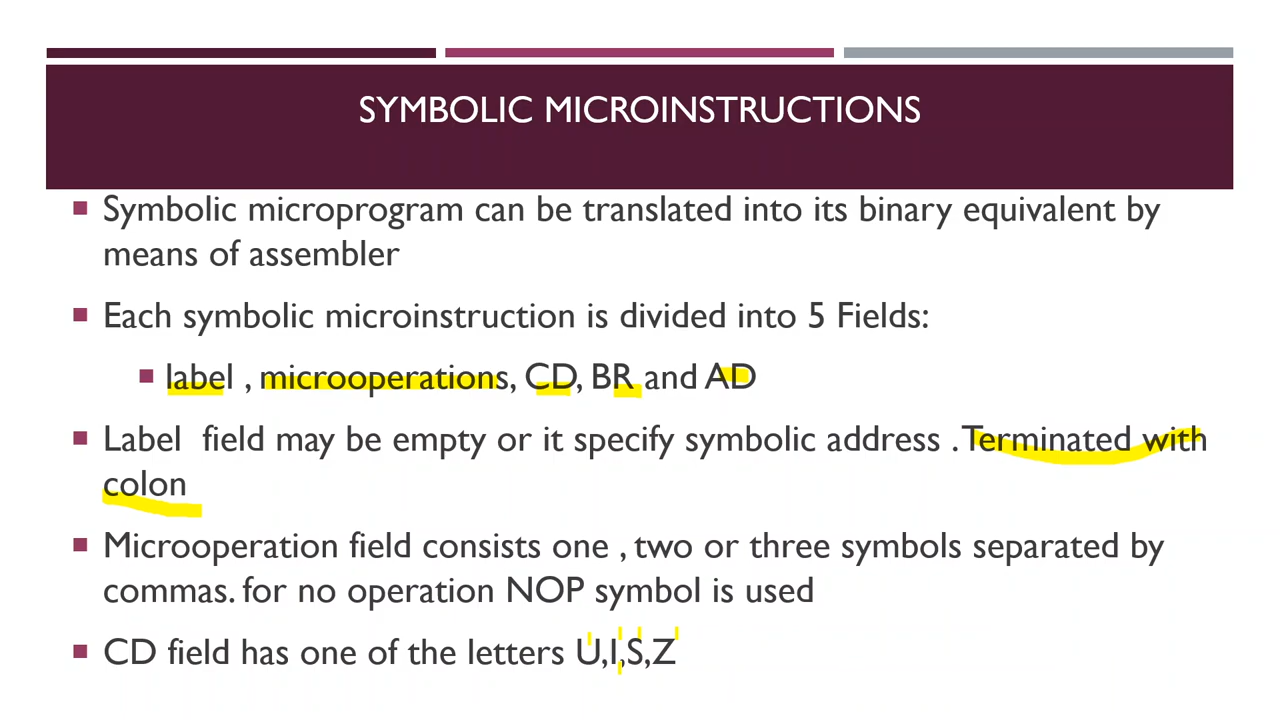 SYMBOLIC MICROINSTRUCTIONS
Symbolic microprogram can be translated into its binary equivalent by
means of assembler
Each symbolic microinstruction is divided into 5 Fields:
label , microoperations, CD, BR and AD
Label field may be empty or it specify symbolic address . Terminated with
colon
Microoperation field consists one , two or three symbols separated by
commas. for no operation NOP symbol is used
CD field has one of the letters U,I,S,Z